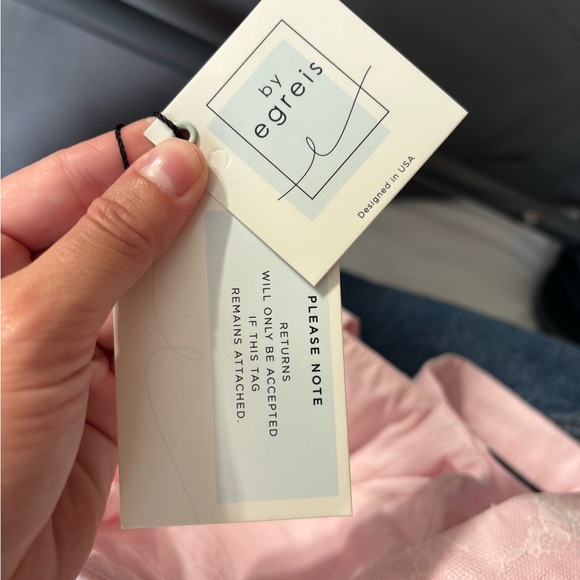 by
egreis
Designed in USA
PLEASE NOTE
RETURNS
WILL ONLY BE ACCEPTED
IF THIS TAG
REMAINS ATTACHED.